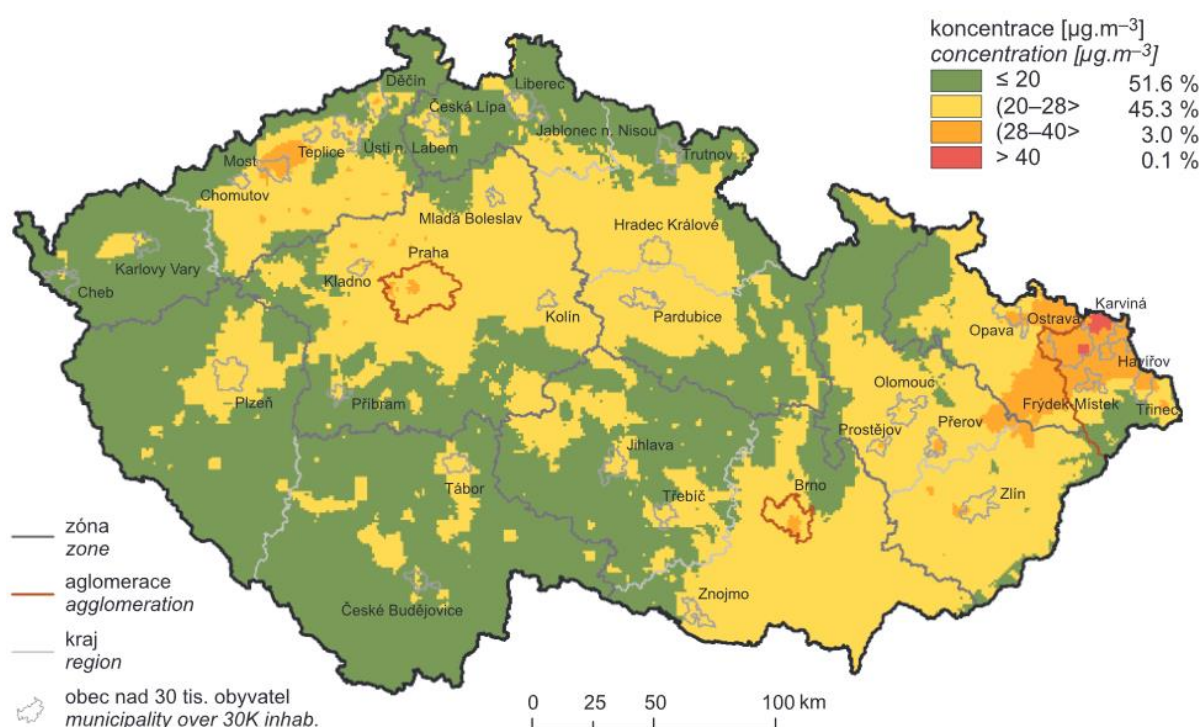 koncentrace [µg.m–3]
concentration [µg.m–3]
≤ 20 51.6 %
(20–28> 45.3 %
(28–40> 3.0 %
> 40 0.1 %
Děčín
Liberec
Česká Lípa
Jablonec n. Nisou
Teplice
Ústí n. Labem
Trutnov
Most
Chomutov
Mladá Boleslav
Hradec Králové
Praha
Karlovy Vary
Kladno
Cheb
Kolín
Pardubice
Karviná
Ostrava
Opava
Havířov
Olomouc
Plzeň
Příbram
Frýdek Místek
Třinec
Prostějov
Přerov
Jihlava
Tábor
Třebíč
Brno
Zlín
Znojmo
České Budějovice
zóna
zone
aglomerace
agglomeration
kraj
region
obec nad 30 tis. obyvatel
municipality over 30K inhab.
0 25 50 100 km